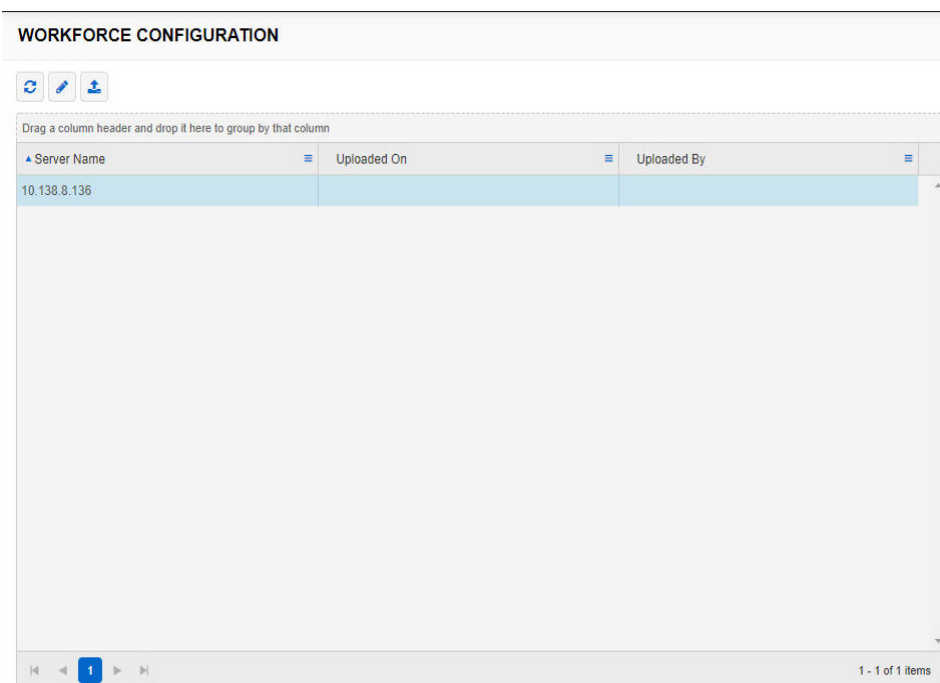 WORKFORCE CONFIGURATION
Drag a column header and drop it here to group by that column
Server Name Uploaded On Uploaded By
10.138.8.136
1 1 - 1 of 1 items